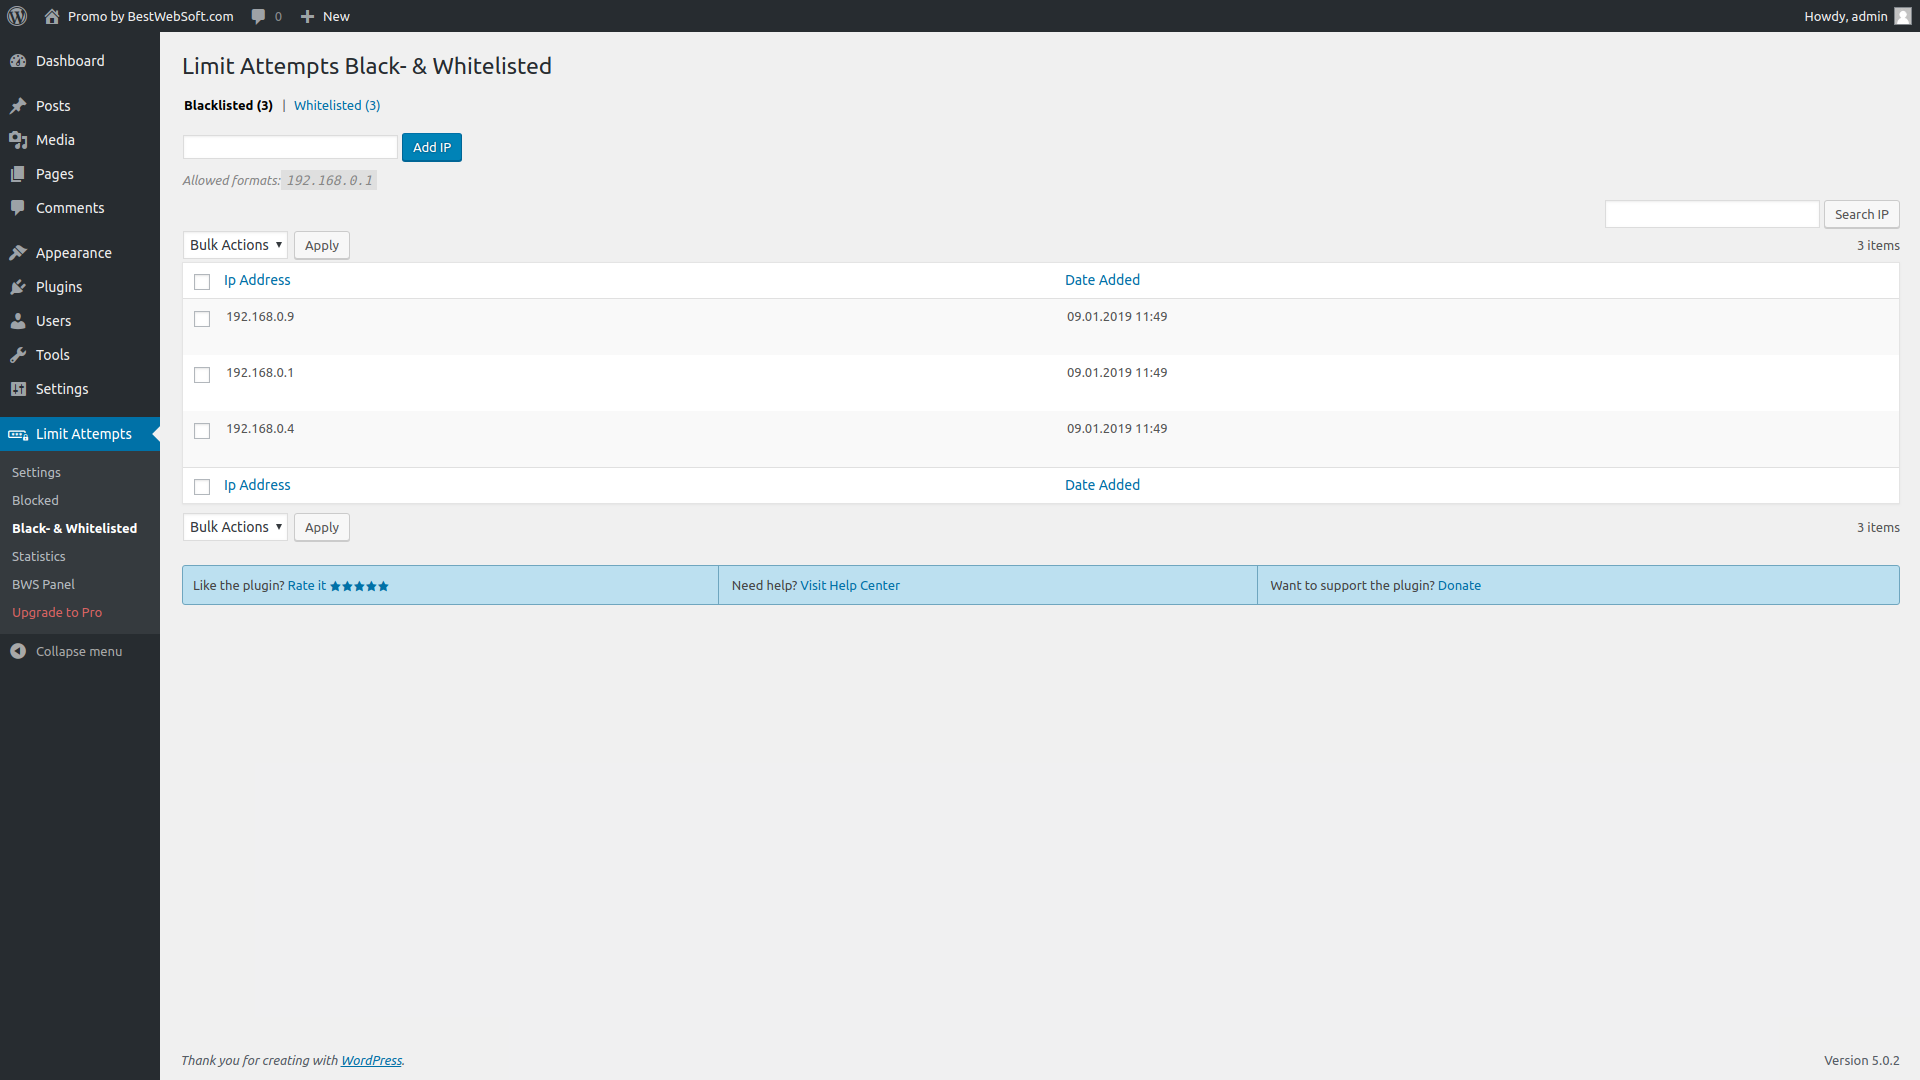 Promo by BestWebSoft.com 0 New Howdy, admin
Dashboard
Posts
Media
Pages
Comments
Appearance
Plugins
Users
Tools
Settings
Limit Attempts
Settings
Blocked
Black- & Whitelisted
Statistics
BWS Panel
Upgrade to Pro
Collapse menu
Limit Attempts Black- & Whitelisted
Blacklisted (3) | Whitelisted (3)
Add IP
Allowed formats: 192.168.0.1
Search IP
Bulk Actions Apply 3 items
Ip Address Date Added
192.168.0.9 09.01.2019 11:49
192.168.0.1 09.01.2019 11:49
192.168.0.4 09.01.2019 11:49
Ip Address Date Added
Bulk Actions Apply 3 items
Like the plugin? Rate it ★★★★★ Need help? Visit Help Center Want to support the plugin? Donate
Thank you for creating with WordPress. Version 5.0.2